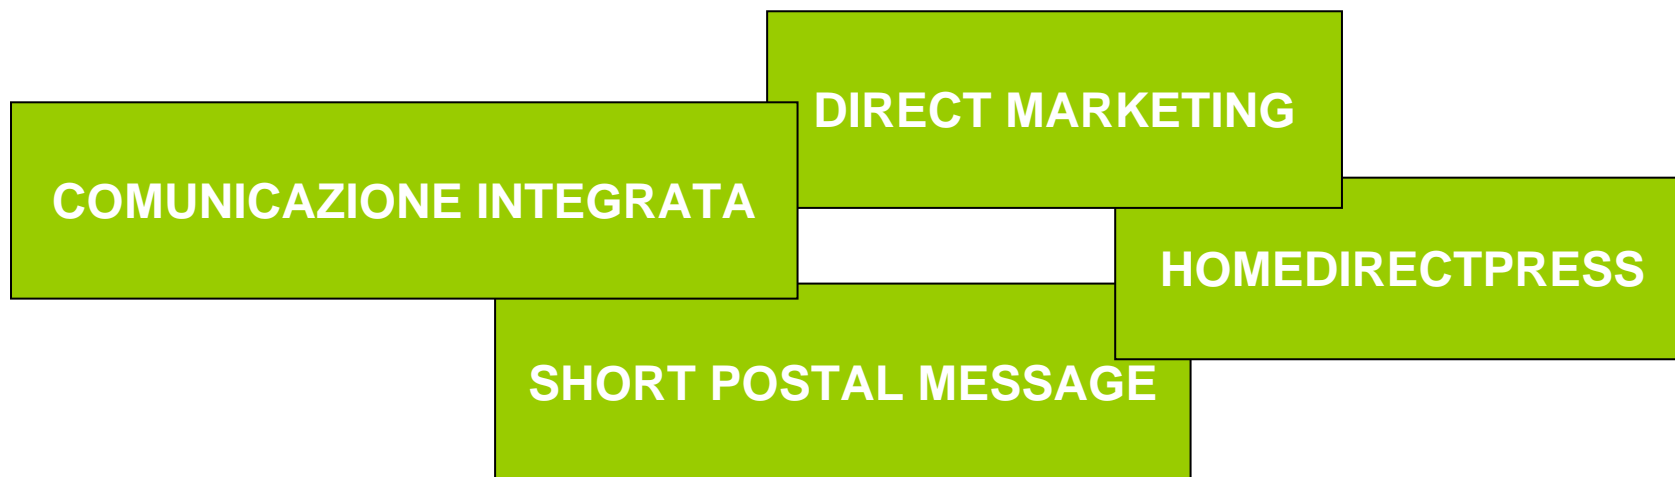 DIRECT MARKETING
COMUNICAZIONE INTEGRATA
HOMEDIRECTPRESS
SHORT POSTAL MESSAGE